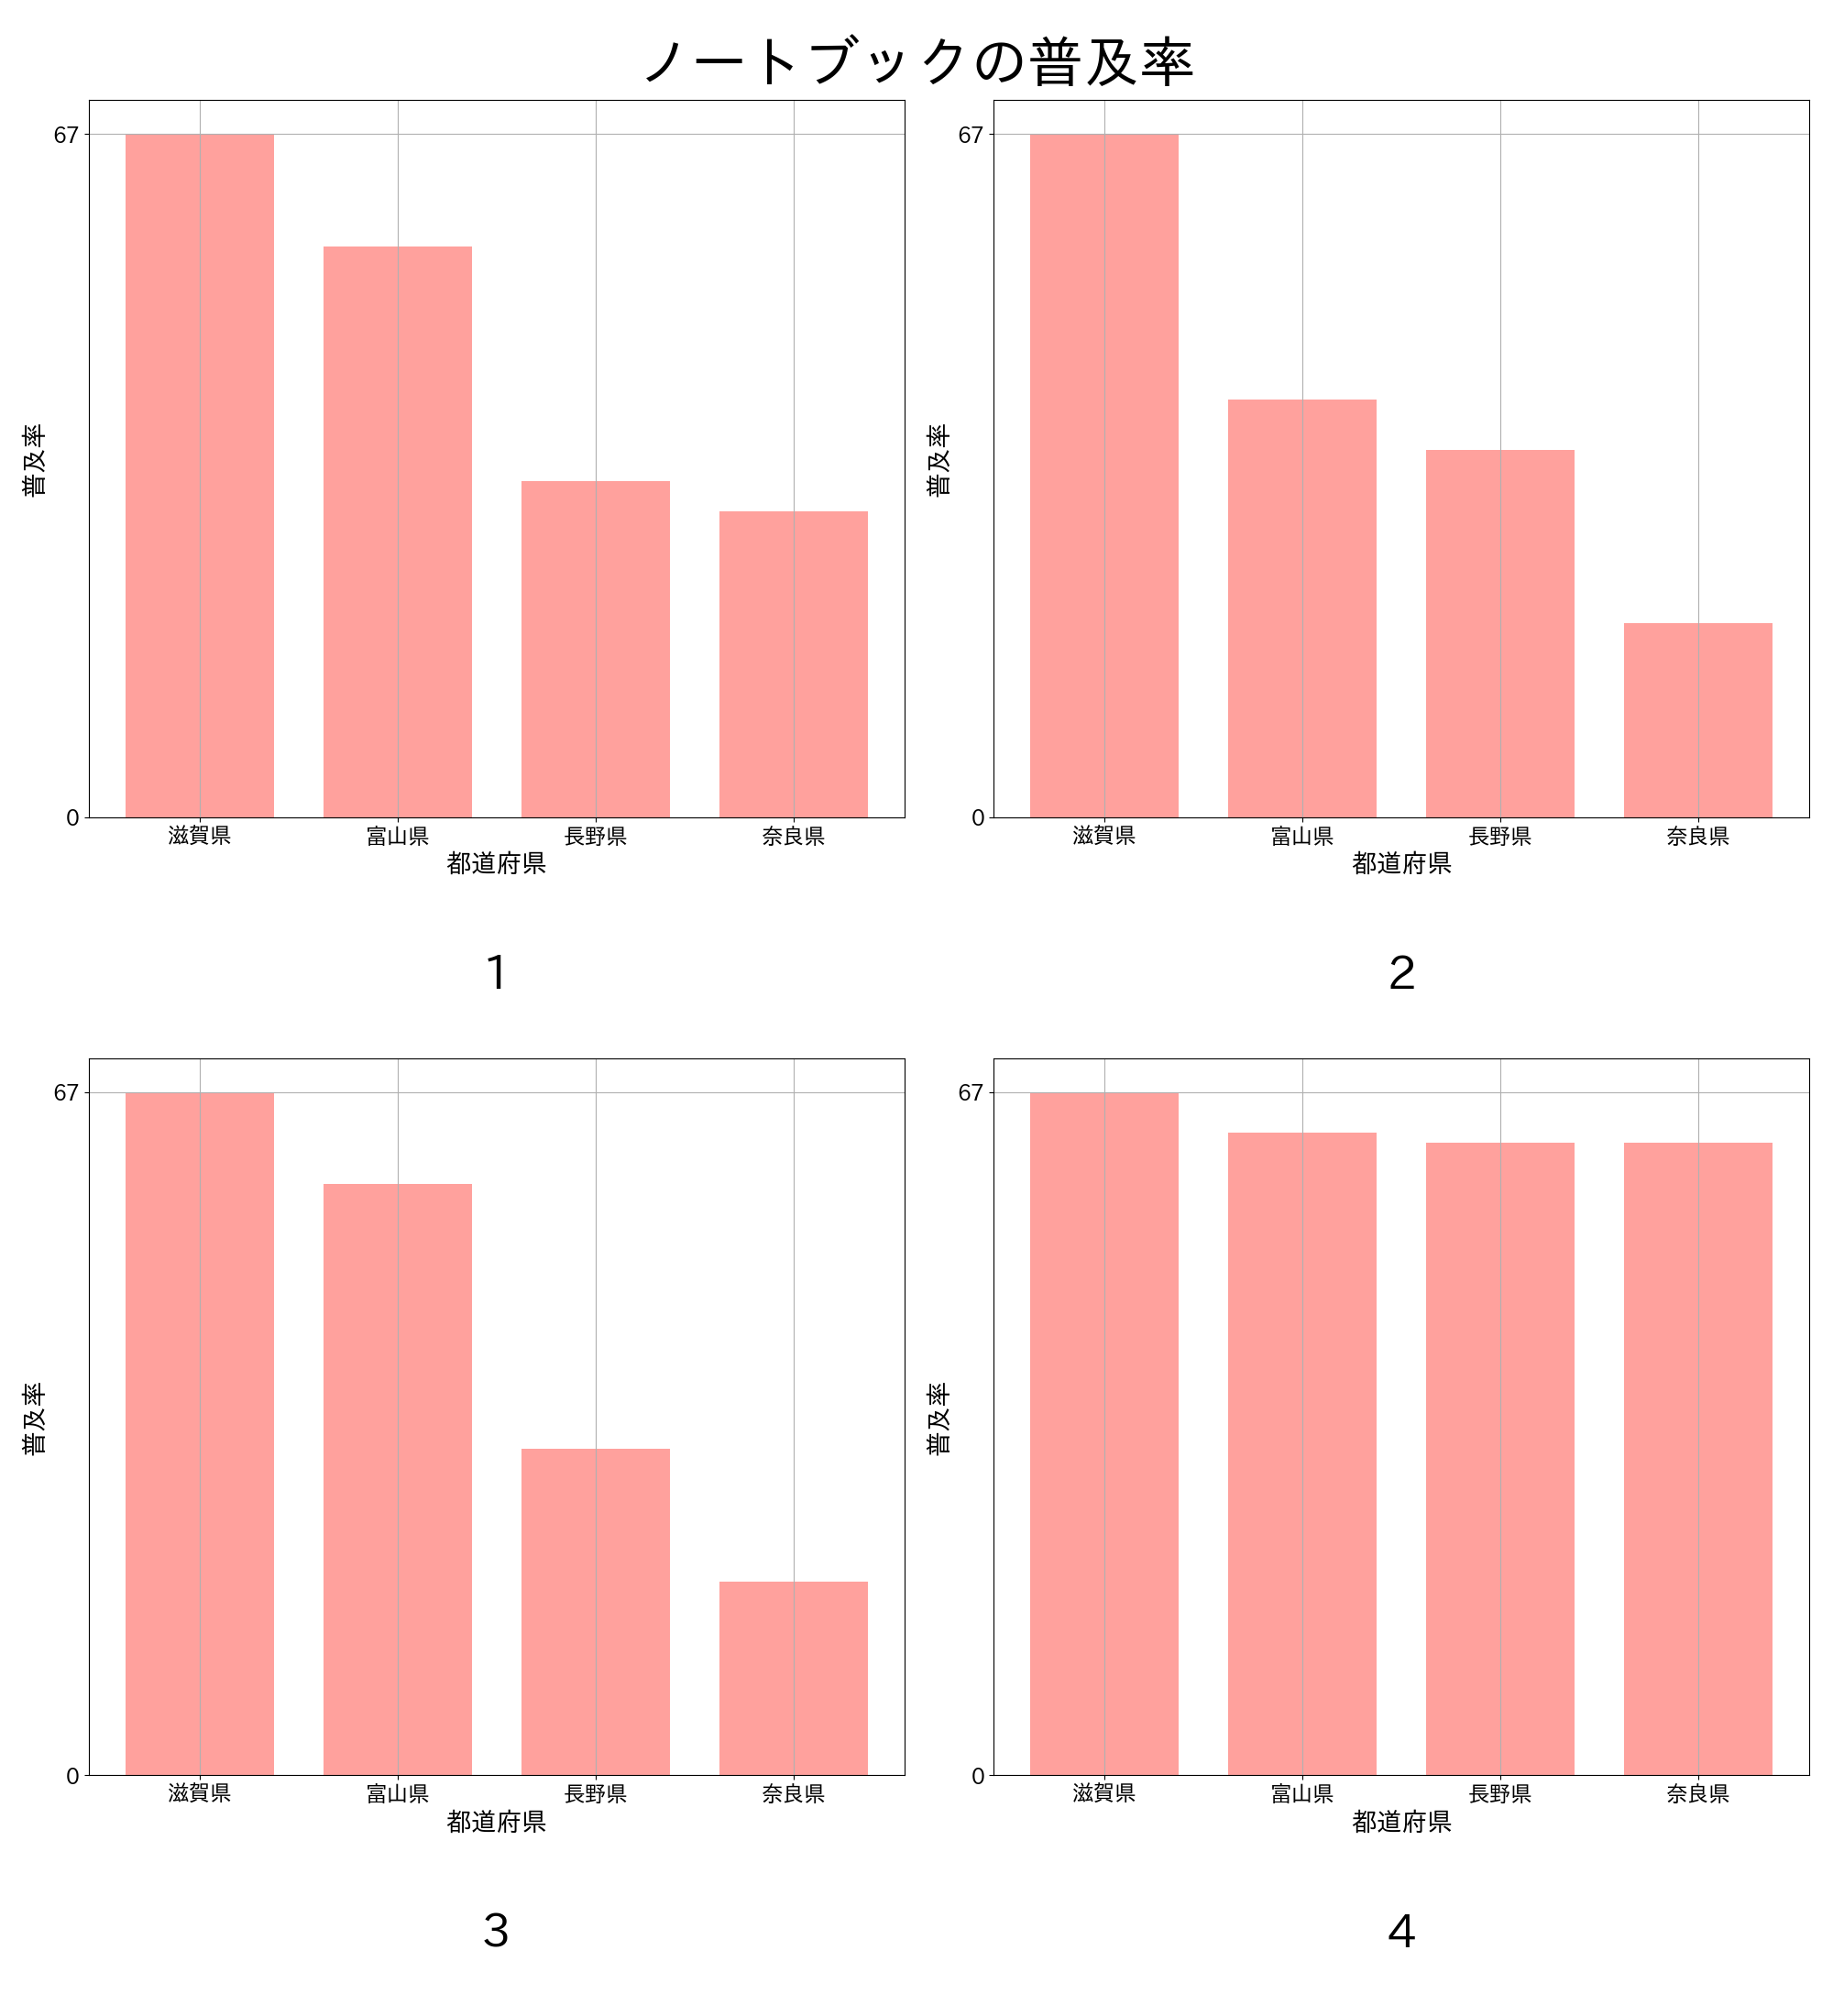 ノートブックの普及率
67
0
普及率
滋賀県 富山県 長野県 奈良県
都道府県
1
67
0
普及率
滋賀県 富山県 長野県 奈良県
都道府県
2
67
0
普及率
滋賀県 富山県 長野県 奈良県
都道府県
3
67
0
普及率
滋賀県 富山県 長野県 奈良県
都道府県
4